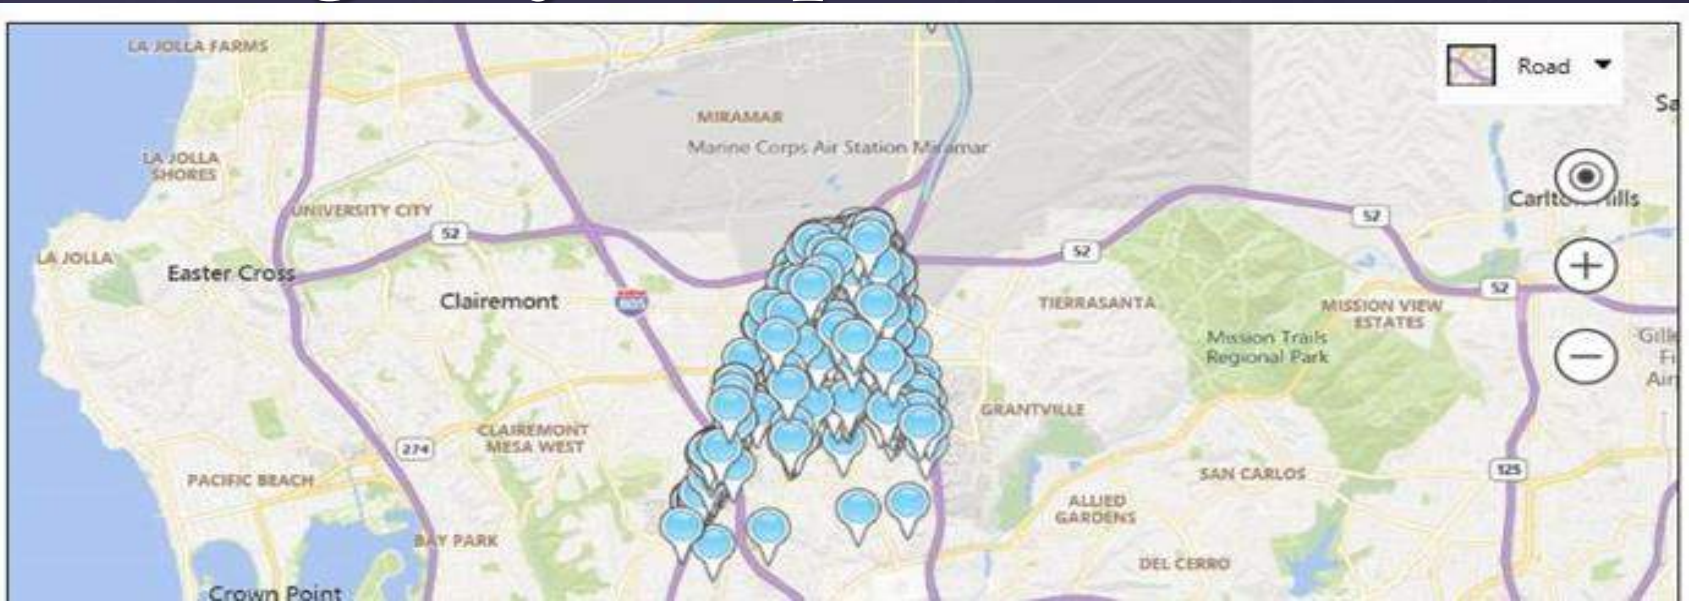 LA JOLLA FARMS
Road
MIRAMAR
Marine Corps Air Station Miramar
LA JOLLA
SHORES
UNIVERSITY CITY
52
52
52
LA JOLLA
Easter Cross
Clairemont
805
TIERRASANTA
52
MISSION VIEW
ESTATES
Mission Trails
Regional Park
GRANTVILLE
CLAIREMONT
MESA WEST
274
PACIFIC BEACH
SAN CARLOS
125
ALLIED
GARDENS
BAY PARK
DEL CERRO
Crown Point